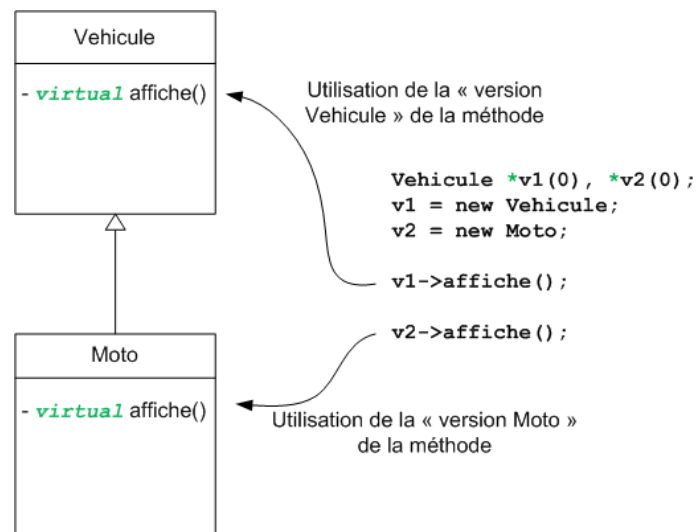 Vehicule
- virtual affiche()
Utilisation de la « version
Vehicule » de la méthode
Vehicule *v1(0), *v2(0);
v1 = new Vehicule;
v2 = new Moto;
v1->affiche();
v2->affiche();
Moto
- virtual affiche()
Utilisation de la « version Moto »
de la méthode